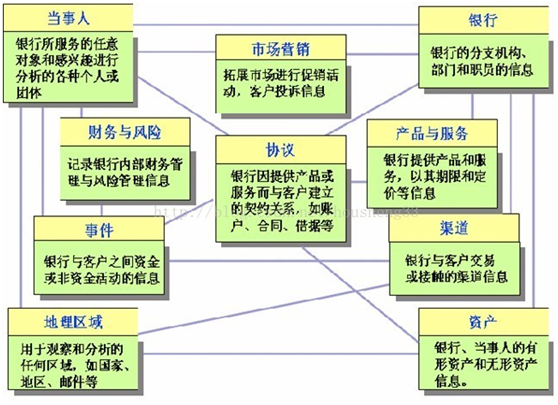 当事人
银行所服务的任意
对象和感兴趣进行
分析的各种个人或
团体
市场营销
拓展市场进行促销活
动，客户投诉信息
银行
银行的分支机构、
部门和职员的信息
财务与风险
记录银行内部财务管
理与风险管理信息
协议
银行因提供产品或
服务而与客户建立
的契约关系，如账
户、合同、借据等
产品与服务
银行提供产品和服
务，以其期限和定
价等信息
事件
银行与客户之间资金
或非资金活动的信息
渠道
银行与客户交易
或接触的渠道信息
地理区域
用于观察和分析的
任何区域，如国家、
地区、邮件等
资产
银行、当事人的有
形资产和无形资产
信息。